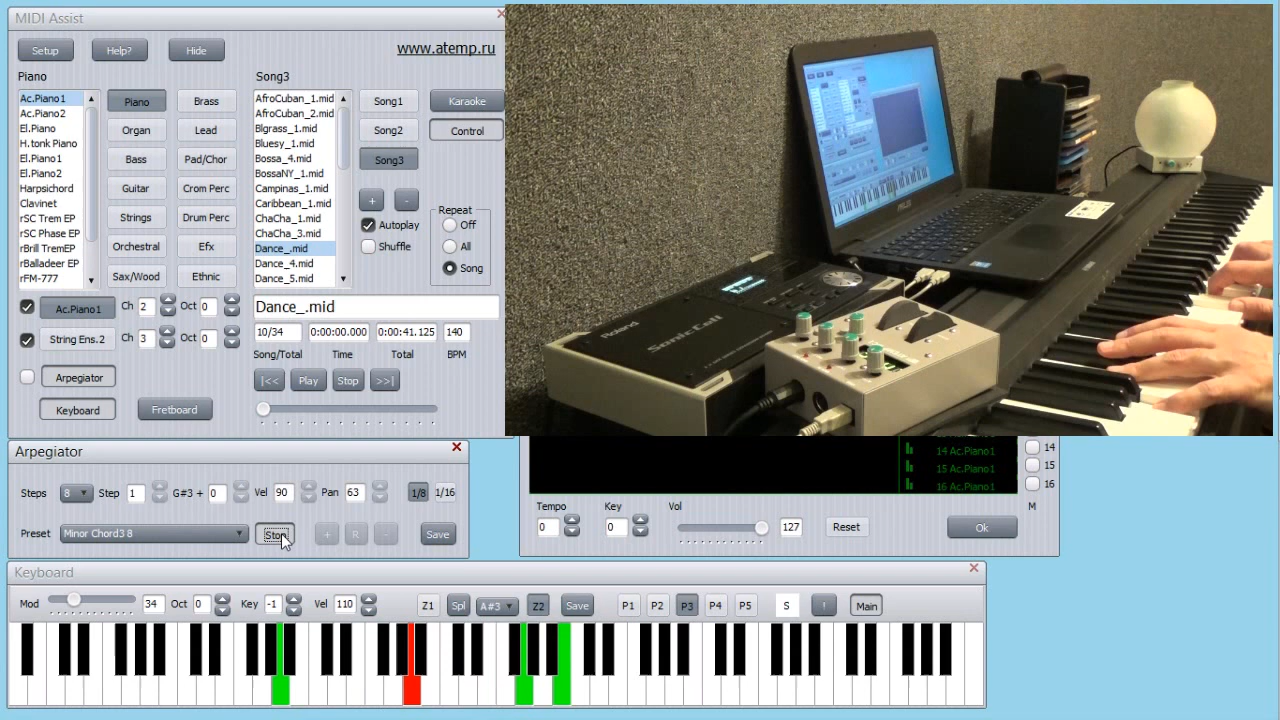 MIDI Assist
Setup Help? Hide www.atemp.ru
Piano Song3
Ac.Piano1
Ac.Piano2
El.Piano
H.tonk Piano
El.Piano1
El.Piano2
Harpsichord
Clavinet
rSC Trem EP
rSC Phase EP
rBrill TremEP
rBalladeer EP
rFM-777
Piano Brass
Organ Lead
Bass Pad/Chor
Guitar Crom Perc
Strings Drum Perc
Orchestral Efx
Sax/Wood Ethnic
AfroCuban_1.mid
AfroCuban_2.mid
Blgrass_1.mid
Bluesy_1.mid
Bossa_4.mid
BossaNY_1.mid
Campinas_1.mid
Caribbean_1.mid
ChaCha_1.mid
ChaCha_3.mid
Dance_.mid
Dance_4.mid
Dance_5.mid
Song1 Karaoke
Song2 Control
Song3
+ -
Autoplay
Shuffle
Repeat
Off
All
Song
Ac.Piano1 Ch 2 Oct 0
String Ens.2 Ch 3 Oct 0
Arpegiator
Keyboard Fretboard
Dance_.mid
10/34 0:00:00.000 0:00:41.125 140
Song/Total Time Total BPM
|<< Play Stop >>|
Roland
SonicCell
ASUS
Arpegiator
Steps 8 Step 1 G#3 + 0 Vel 90 Pan 63 1/8 1/16
Preset Minor Chord3 8 Stop + R - Save
14 Ac.Piano1 14
15 Ac.Piano1 15
16 Ac.Piano1 16
M
Tempo Key Vol
0 0 127 Reset Ok
Keyboard
Mod 34 Oct 0 Key -1 Vel 110 Z1 Spl A#3 Z2 Save P1 P2 P3 P4 P5 S ! Main